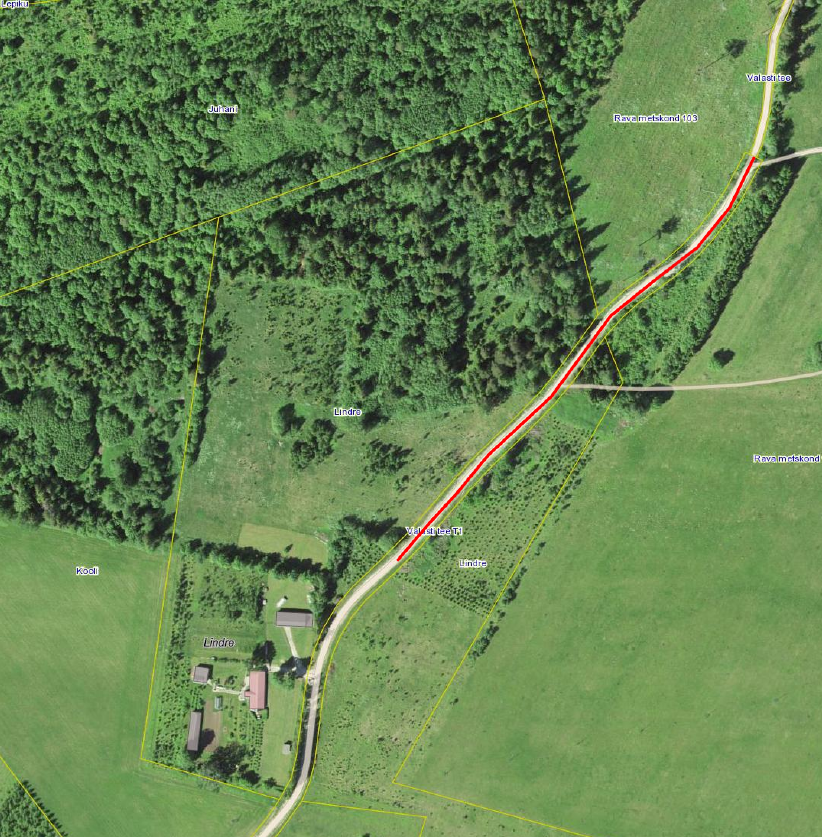 Lepiku
Valasti tee
Juhani
Rava metskond 103
Lindre
Rava metskond
Valasti tee T1
Lindre
Kooli
Lindre